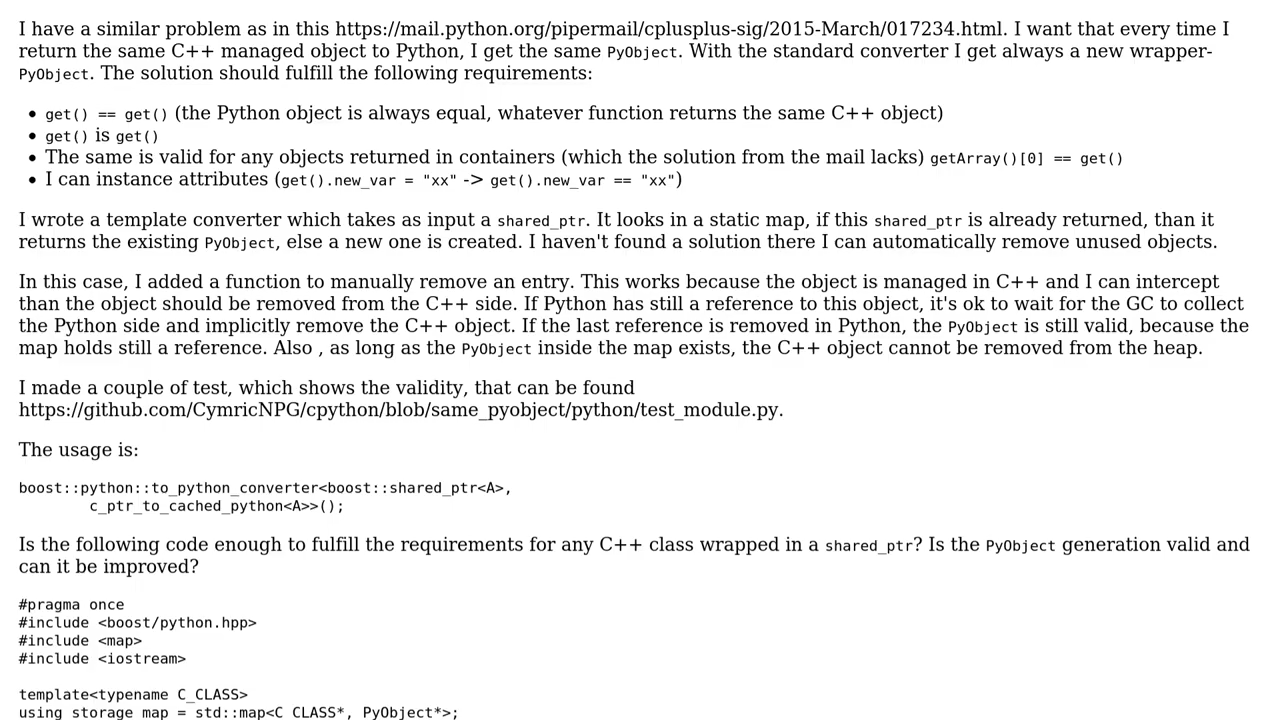 I have a similar problem as in this https://mail.python.org/pipermail/cplusplus-sig/2015-March/017234.html. I want that every time I
return the same C++ managed object to Python, I get the same PyObject. With the standard converter I get always a new wrapper-
PyObject. The solution should fulfill the following requirements:
• get() == get() (the Python object is always equal, whatever function returns the same C++ object)
• get() is get()
• The same is valid for any objects returned in containers (which the solution from the mail lacks) getArray()[0] == get()
• I can instance attributes (get().new_var = "xx" -> get().new_var == "xx")
I wrote a template converter which takes as input a shared_ptr. It looks in a static map, if this shared_ptr is already returned, than it
returns the existing PyObject, else a new one is created. I haven't found a solution there I can automatically remove unused objects.
In this case, I added a function to manually remove an entry. This works because the object is managed in C++ and I can intercept
than the object should be removed from the C++ side. If Python has still a reference to this object, it's ok to wait for the GC to collect
the Python side and implicitly remove the C++ object. If the last reference is removed in Python, the PyObject is still valid, because the
map holds still a reference. Also , as long as the PyObject inside the map exists, the C++ object cannot be removed from the heap.
I made a couple of test, which shows the validity, that can be found
https://github.com/CymricNPG/cpython/blob/same_pyobject/python/test_module.py.
The usage is:
boost::python::to_python_converter<boost::shared_ptr<A>,
        c_ptr_to_cached_python<A>>();
Is the following code enough to fulfill the requirements for any C++ class wrapped in a shared_ptr? Is the PyObject generation valid and
can it be improved?
#pragma once
#include <boost/python.hpp>
#include <map>
#include <iostream>
template<typename C_CLASS>
using storage_map = std::map<C_CLASS*, PyObject*>;